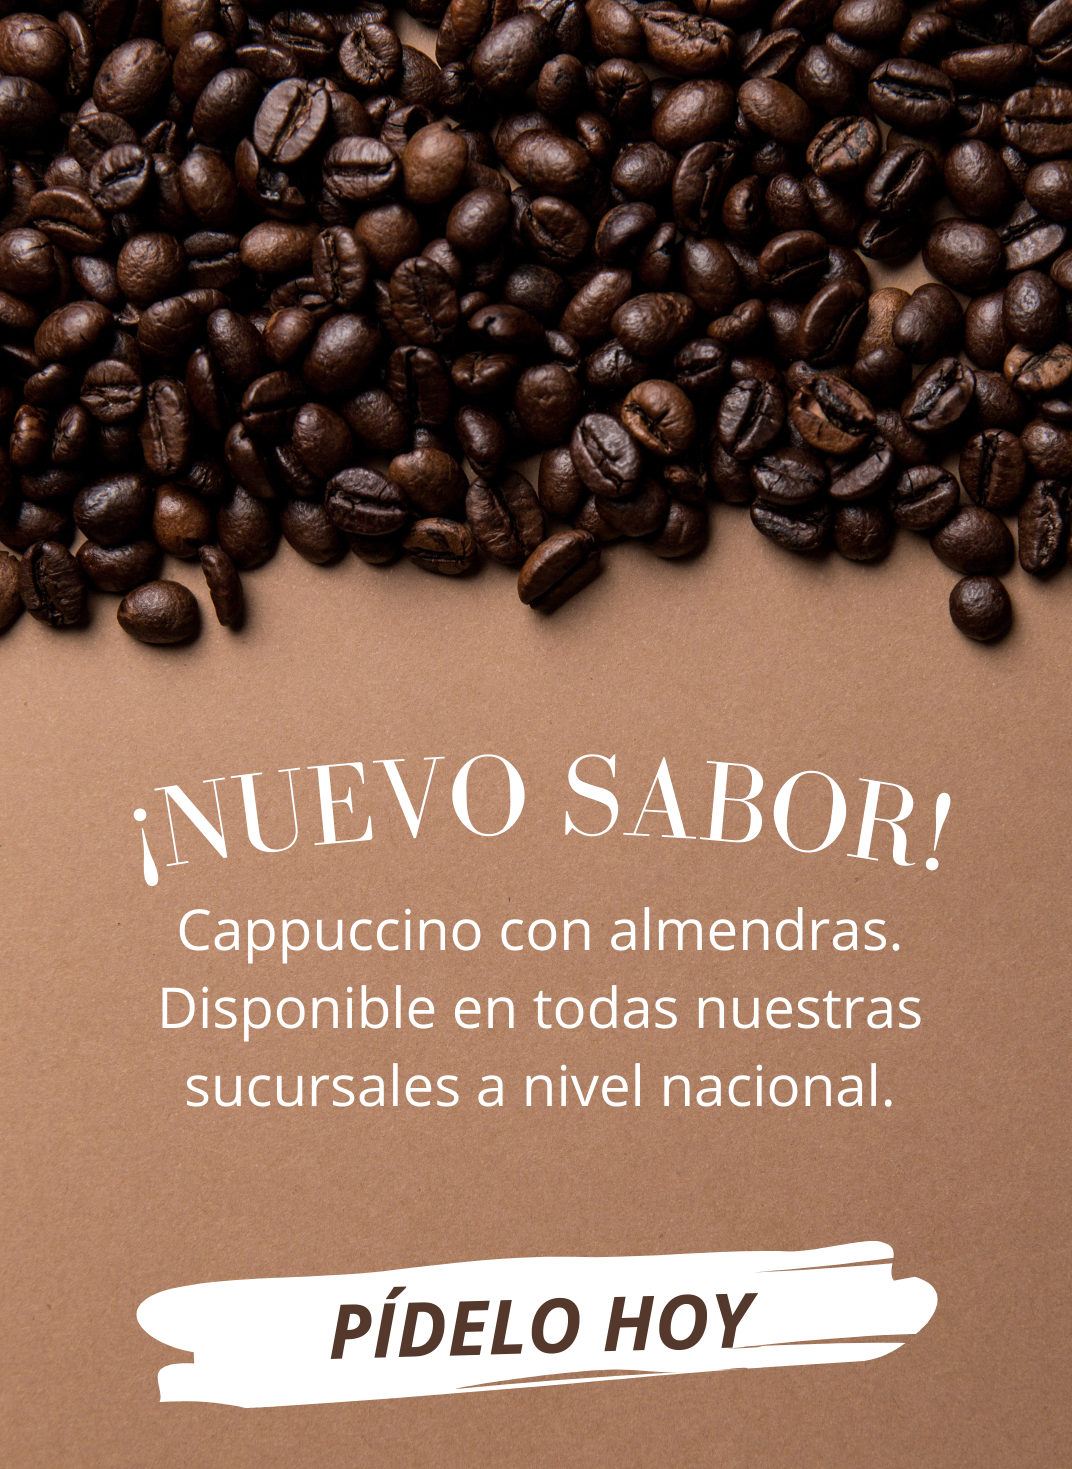 ¡NUEVO SABOR!
Cappuccino con almendras.
Disponible en todas nuestras
sucursales a nivel nacional.
PÍDELO HOY